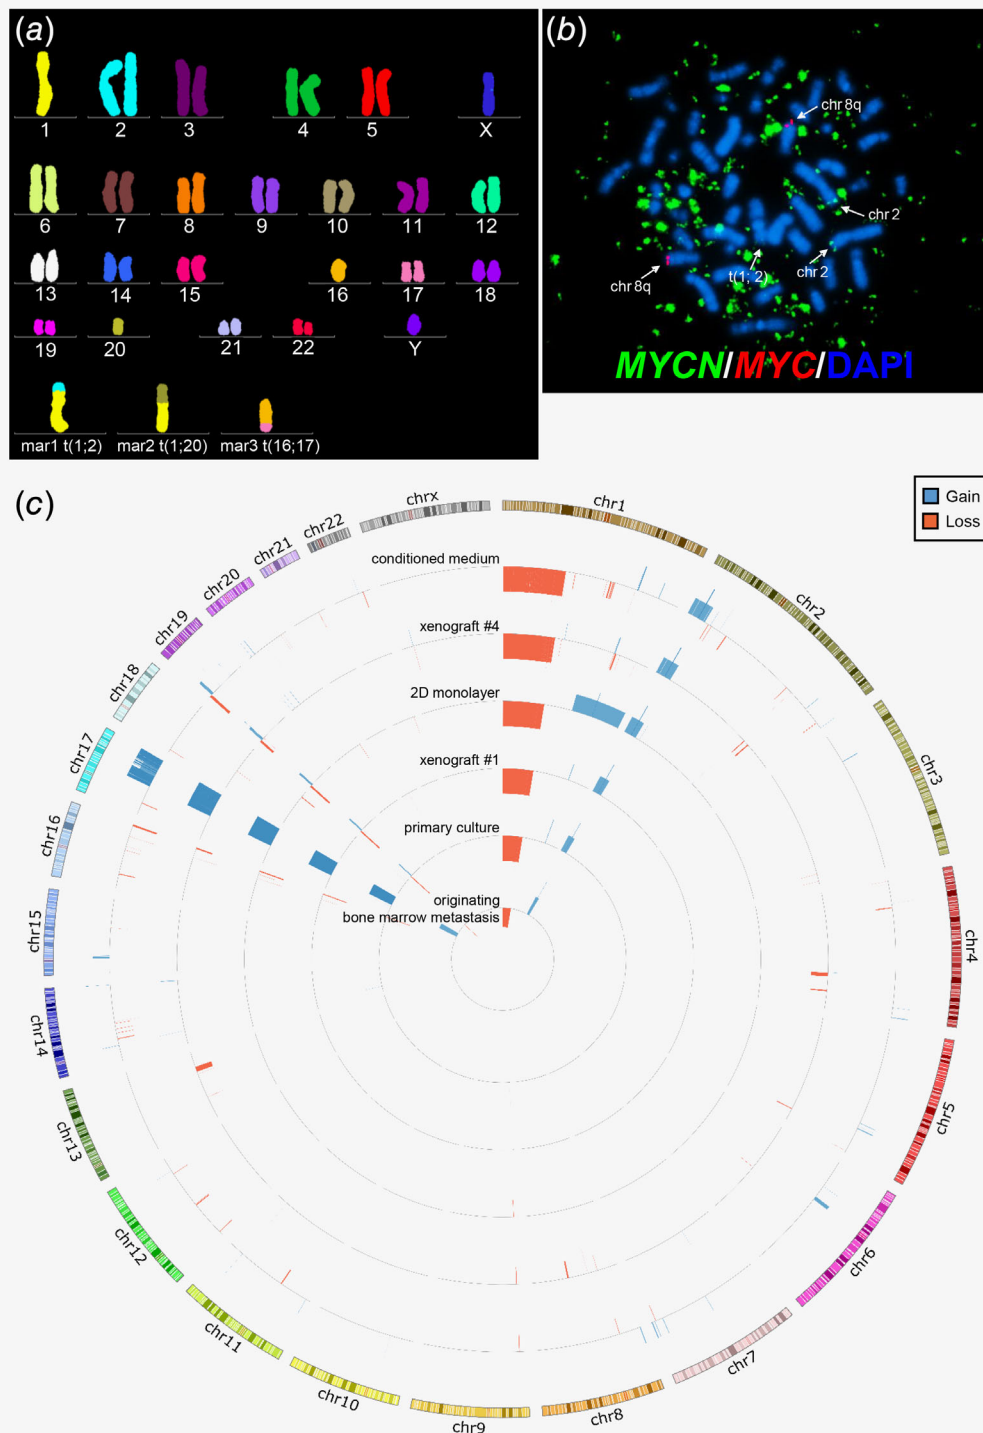 (a)
1 2 3 4 5 X
6 7 8 9 10 11 12
13 14 15 16 17 18
19 20 21 22 Y
mar1 t(1;2) mar2 t(1;20) mar3 t(16;17)
(b)
chr 8q
chr 2
chr 2
t(1; 2)
chr 8q
MYCN/MYC/DAPI
(c)
Gain
Loss
chr1
chr2
chr3
chr4
chr5
chr6
chr7
chr8
chr9
chr10
chr11
chr12
chr13
chr14
chr15
chr16
chr17
chr18
chr19
chr20
chr21
chr22
chrx
conditioned medium
xenograft #4
2D monolayer
xenograft #1
primary culture
originating
bone marrow metastasis